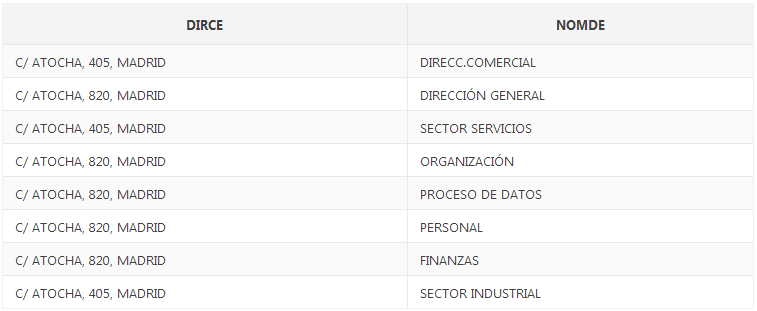 DIRCE NOMDE
C/ ATOCHA, 405, MADRID DIRECC.COMERCIAL
C/ ATOCHA, 820, MADRID DIRECCIÓN GENERAL
C/ ATOCHA, 405, MADRID SECTOR SERVICIOS
C/ ATOCHA, 820, MADRID ORGANIZACIÓN
C/ ATOCHA, 820, MADRID PROCESO DE DATOS
C/ ATOCHA, 820, MADRID PERSONAL
C/ ATOCHA, 820, MADRID FINANZAS
C/ ATOCHA, 405, MADRID SECTOR INDUSTRIAL